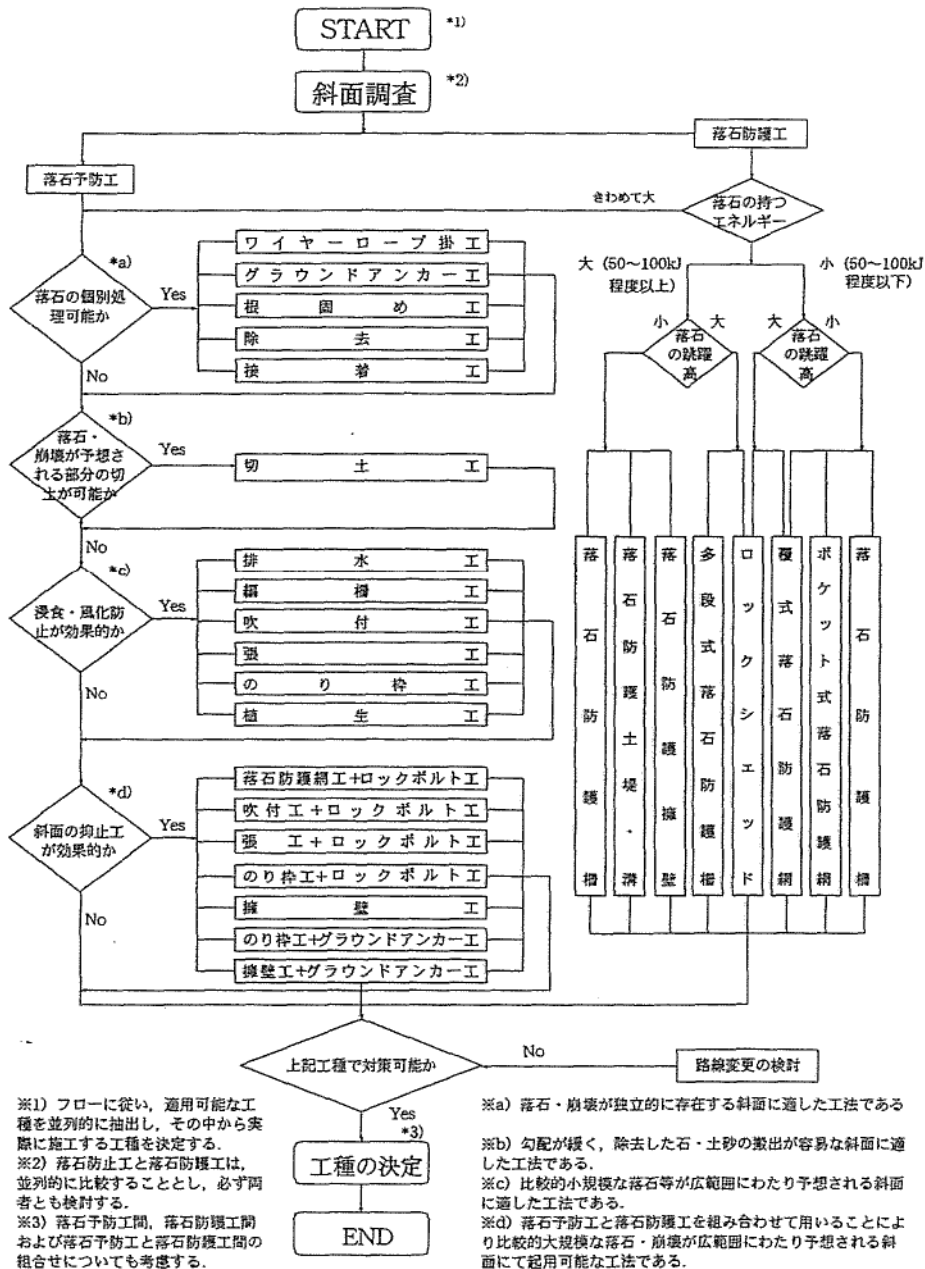 START *1)
斜面調査 *2)
落石防護工
落石予防工
きわめて大
落石の持つ
エネルギー
*a)
落石の個別処
理可能か
Yes
No
ワイヤーロープ掛工
グラウンドアンカー工
根固め工
除去工
接着工
大(50〜100kJ
程度以上)
小(50〜100kJ
程度以下)
小 大
落石
の跳躍
高
大 小
落石
の跳躍
高
*b)
落石・
崩壊が予想さ
れる部分の切
土が可能か
Yes
No
切土工
*c)
浸食・風化防
止が効果的か
Yes
No
排水工
編柵工
吹付工
張工
のり枠工
植生工
*d)
斜面の抑止工
が効果的か
Yes
No
落石防護網工+ロックボルト工
吹付工+ロックボルト工
張工+ロックボルト工
のり枠工+ロックボルト工
擁壁工
のり枠工+グラウンドアンカー工
擁壁工+グラウンドアンカー工
落石防護柵
落石防護土堤・溝
落石防護擁壁
多段式落石防護柵
ロックシェッド
種式落石防護網
ポケット式落石防護網
落石防護柵
上記工種で対策可能か
No
路線変更の検討
Yes
*3)
工種の決定
END
※1) フローに従い,適用可能な工
種を並列的に抽出し,その中から実
際に施工する工種を決定する.
※2) 落石防止工と落石防護工は,
並列的に比較することとし,必ず両
者とも検討する.
※3) 落石予防工間,落石防護工間
および落石予防工と落石防護工間の
組合せについても考慮する.
※a) 落石・崩壊が独立的に存在する斜面に適した工法である
※b) 勾配が緩く,除去した石・土砂の搬出が容易な斜面に適
した工法である.
※c) 比較的小規模な落石等が広範囲にわたり予想される斜面
に適した工法である.
※d) 落石予防工と落石防護工を組み合わせて用いることによ
り比較的大規模な落石・崩壊が広範囲にわたり予想される斜
面にて起用可能な工法である.